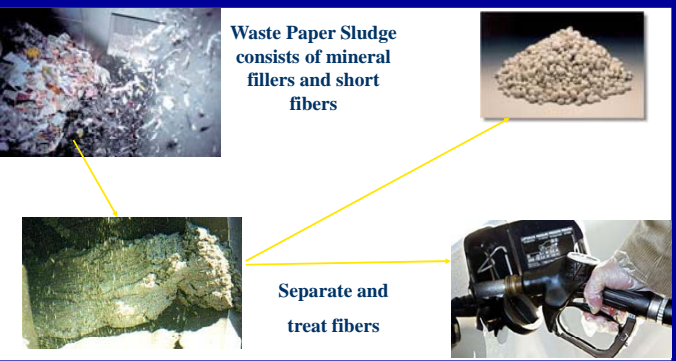 Waste Paper Sludge
consists of mineral
fillers and short
fibers
Separate and
treat fibers